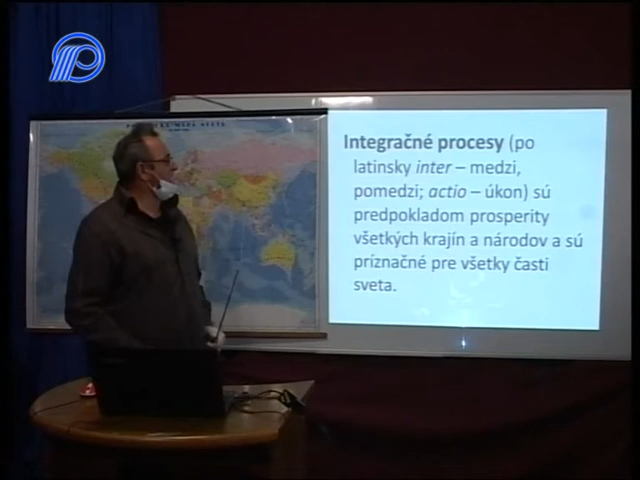 Integračné procesy (po
latinsky inter – medzi,
pomedzi; actio – úkon) sú
predpokladom prosperity
všetkých krajín a národov a sú
príznačné pre všetky časti
sveta.